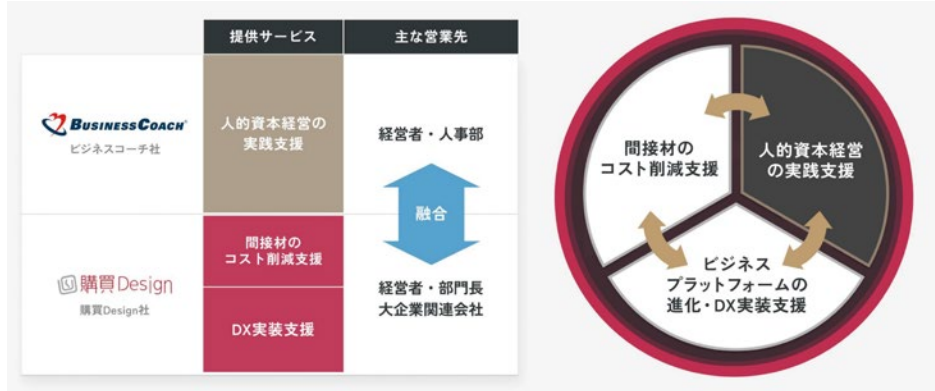 提供サービス
主な営業先
BUSINESSCOACH®
ビジネスコーチ社
人的資本経営の
実践支援
経営者・人事部
融合
購買Design
購買Design社
間接材の
コスト削減支援
DX実装支援
経営者・部門長
大企業関連会社
間接材の
コスト削減支援
人的資本経営
の実践支援
ビジネス
プラットフォームの
進化・DX実装支援